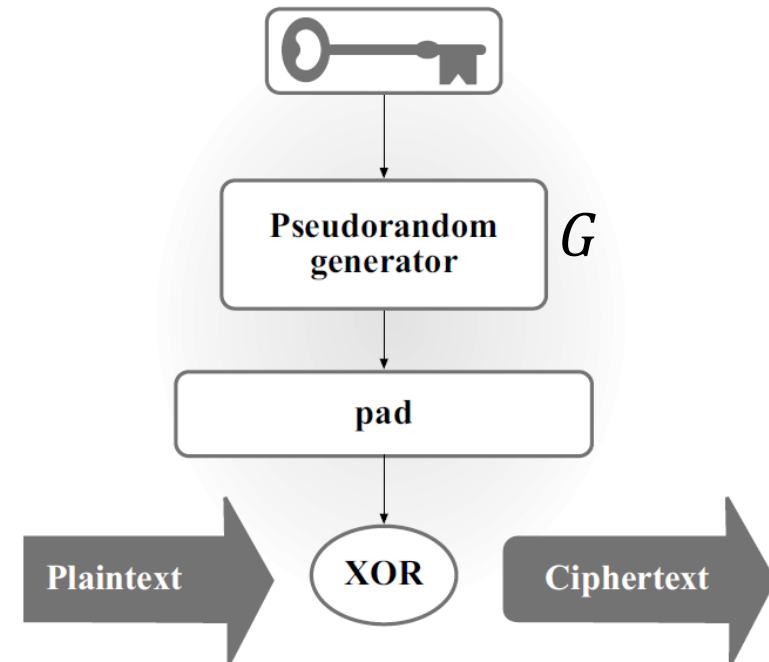 Pseudorandom
generator
G
pad
Plaintext
XOR
Ciphertext